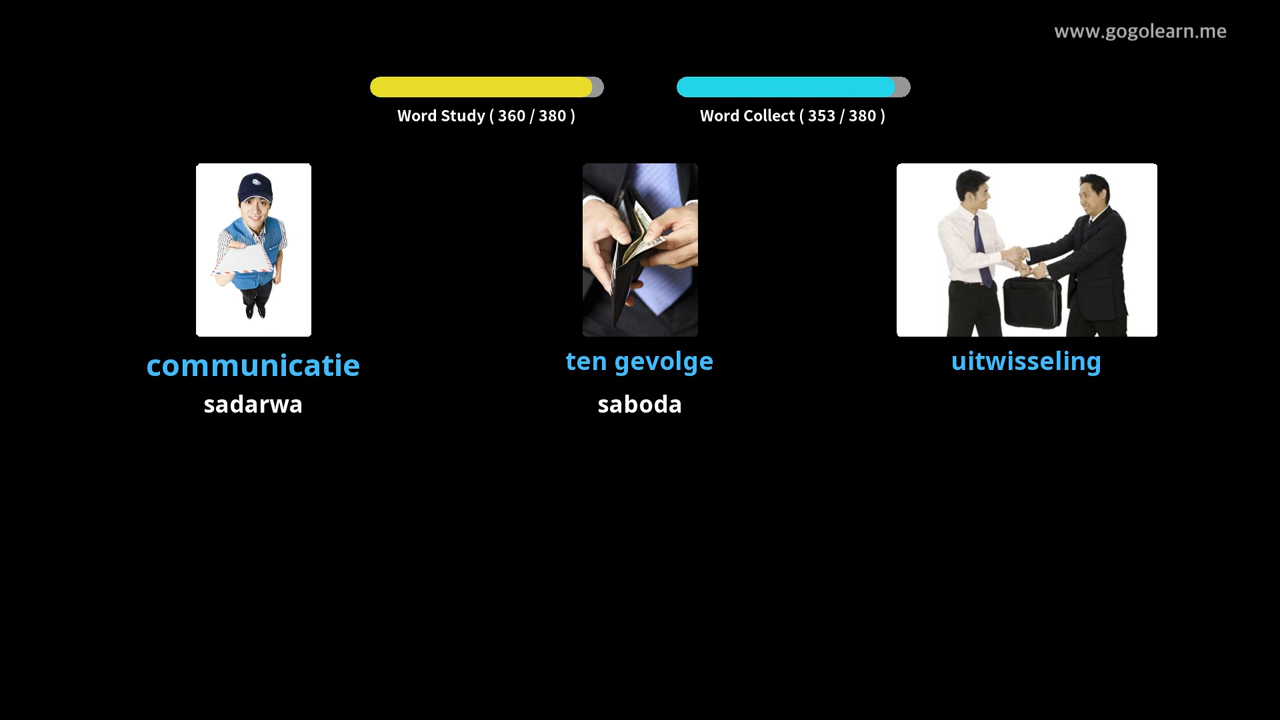 www.gogolearn.me
Word Study ( 360 / 380 )
Word Collect ( 353 / 380 )
communicatie
ten gevolge
uitwisseling
sadarwa
saboda